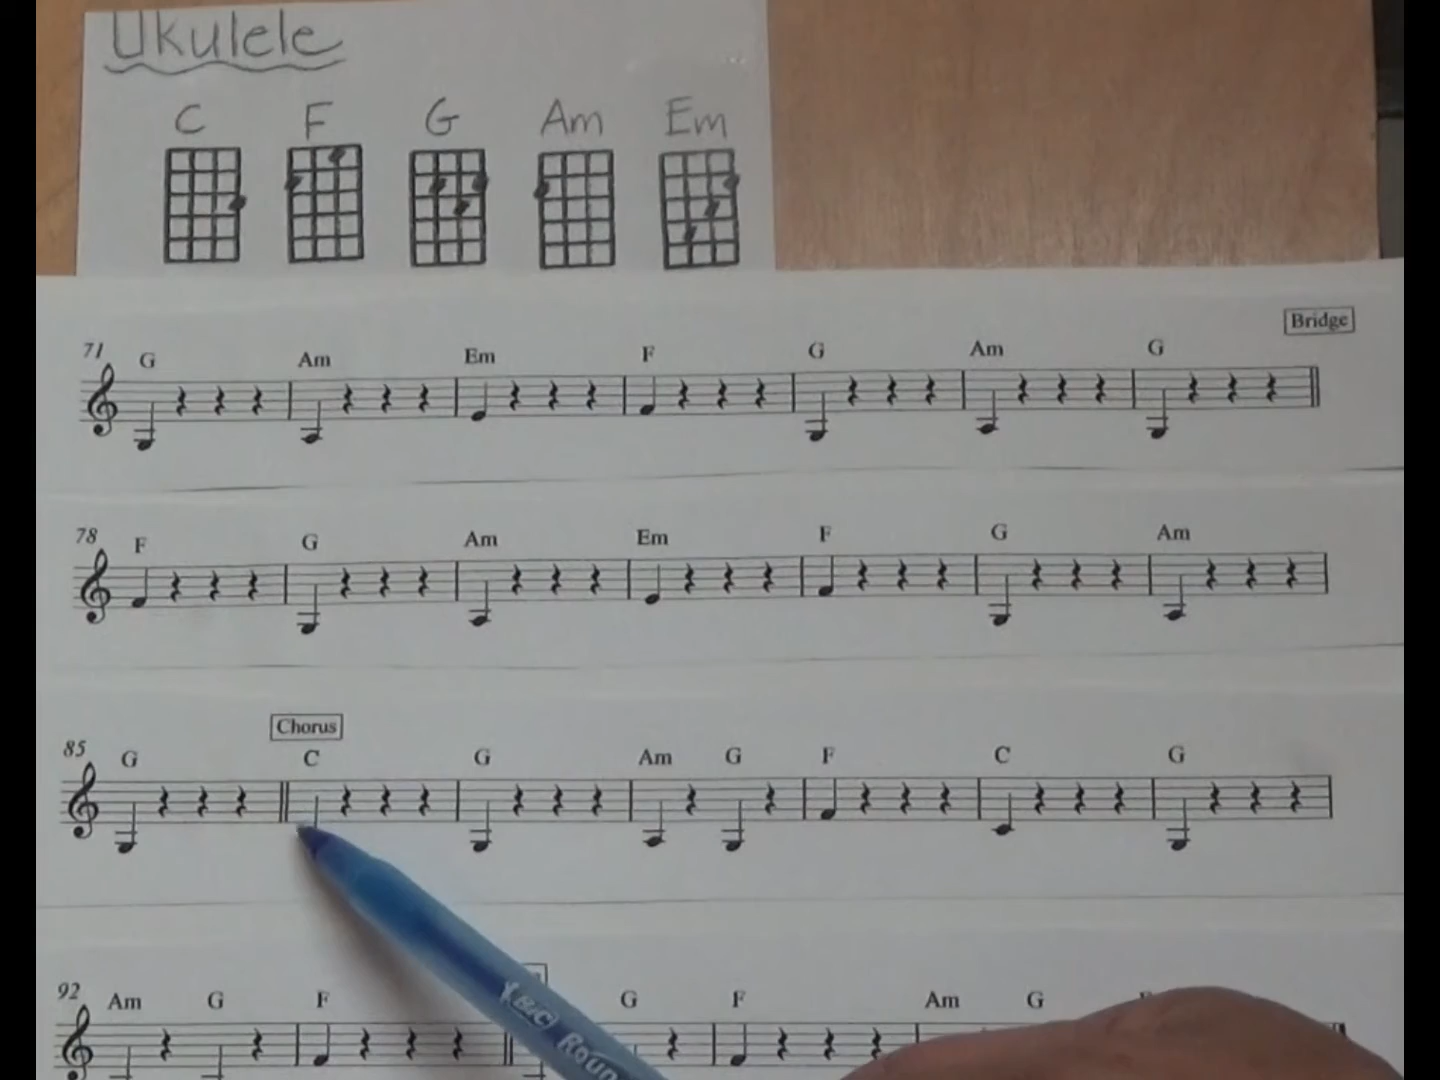 Ukulele
C F G Am Em
Bridge
71 G Am Em F G Am G
78 F G Am Em F G Am
Chorus
85 G C G Am G F C G
92 Am G F G F Am G
BIC Roun